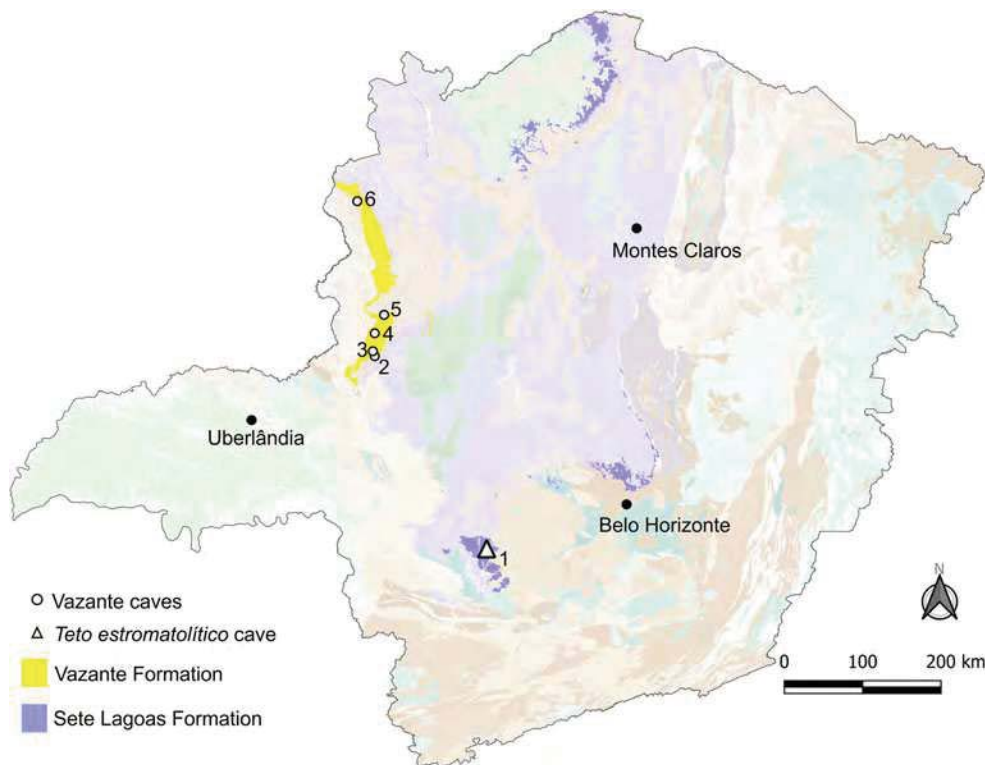 6
Montes Claros
5
4
3
2
Uberlândia
Belo Horizonte
1
N
Vazante caves
Teto estromatolítico cave
Vazante Formation
Sete Lagoas Formation
0 100 200 km